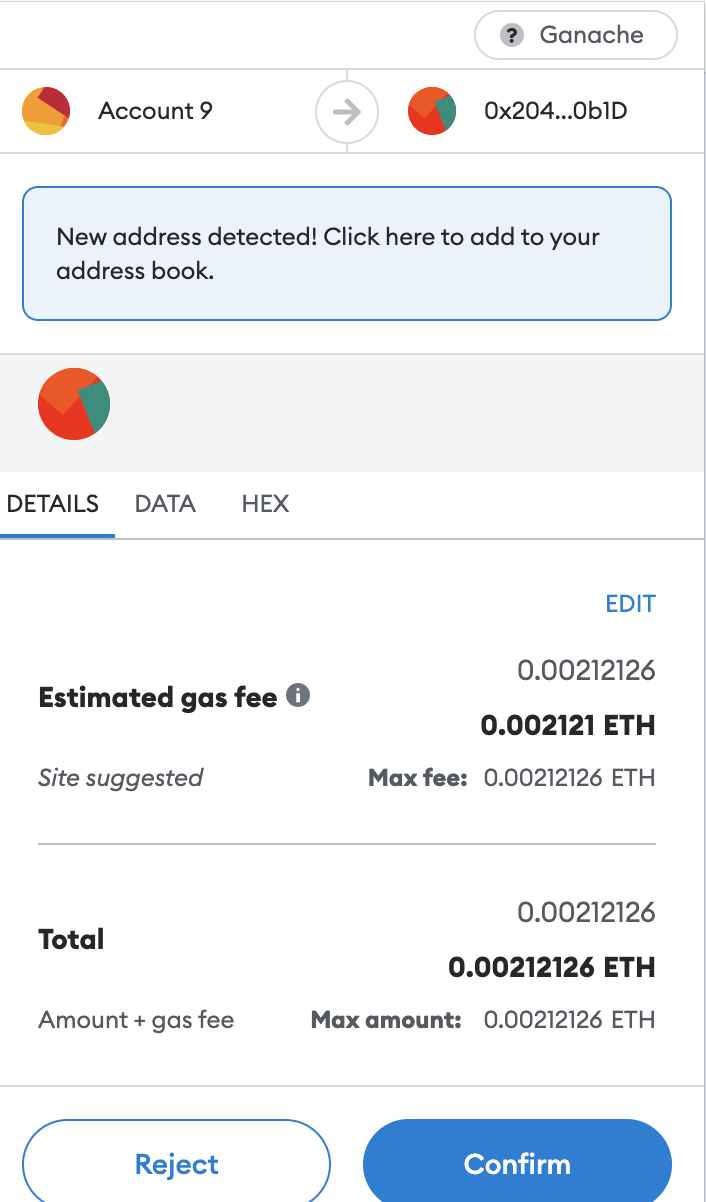 ? Ganache
Account 9
0x204...0b1D
New address detected! Click here to add to your
address book.
DETAILS DATA HEX
EDIT
0.00212126
Estimated gas fee i
0.002121 ETH
Site suggested Max fee: 0.00212126 ETH
0.00212126
Total
0.00212126 ETH
Amount + gas fee Max amount: 0.00212126 ETH
Reject Confirm